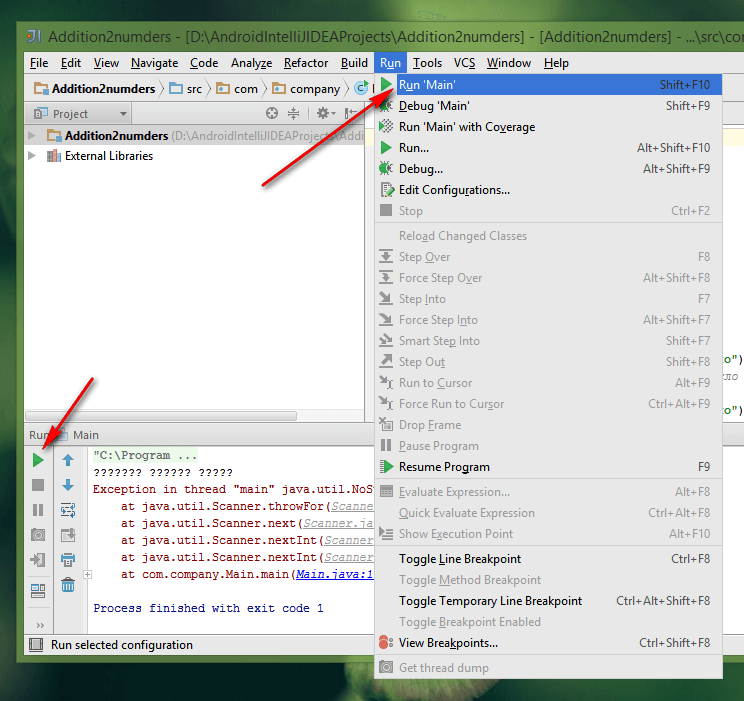 Addition2numders - [D:\AndroidIntelliJIDEAProjects\Addition2numders] - [Addition2numders] - ...\src\co
File Edit View Navigate Code Analyze Refactor Build Run Tools VCS Window Help
Addition2numders src com company
Project
Addition2numders (D:\AndroidIntelliJIDEAProjects\Addi
External Libraries
Run 'Main' Shift+F10
Debug 'Main' Shift+F9
Run 'Main' with Coverage
Run... Alt+Shift+F10
Debug... Alt+Shift+F9
Edit Configurations...
Stop Ctrl+F2
Reload Changed Classes
Step Over F8
Force Step Over Alt+Shift+F8
Step Into F7
Force Step Into Alt+Shift+F7
Smart Step Into Shift+F7
Step Out Shift+F8
Run to Cursor Alt+F9
Force Run to Cursor Ctrl+Alt+F9
Drop Frame
Pause Program
Resume Program F9
Evaluate Expression... Alt+F8
Quick Evaluate Expression Ctrl+Alt+F8
Show Execution Point Alt+F10
Toggle Line Breakpoint Ctrl+F8
Toggle Method Breakpoint
Toggle Temporary Line Breakpoint Ctrl+Alt+Shift+F8
Toggle Breakpoint Enabled
View Breakpoints... Ctrl+Shift+F8
Get thread dump
Run Main
"C:\Program ...
??????? ?????? ?????
Exception in thread "main" java.util.NoS
at java.util.Scanner.throwFor(Scanner
at java.util.Scanner.next(Scanner.ja
at java.util.Scanner.nextInt(Scanner
at java.util.Scanner.nextInt(Scanner
at com.company.Main.main(Main.java:1
Process finished with exit code 1
Run selected configuration